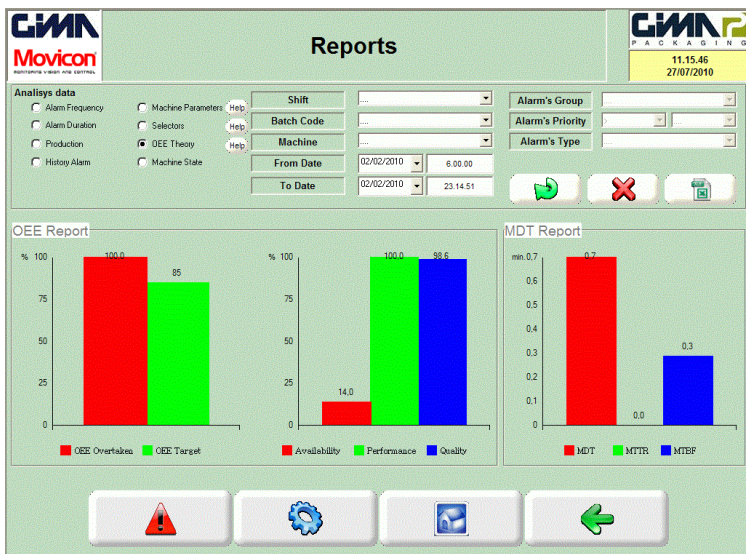 GIMA
Movicon
MONITORING VISION AND CONTROL
Reports
GIMA
PACKAGING
11.15.46
27/07/2010
Analisys data
Alarm Frequency
Alarm Duration
Production
History Alarm
Machine Parameters Help
Selectors Help
OEE Theory Help
Machine State
Shift ....
Batch Code ....
Machine ....
From Date 02/02/2010 6.00.00
To Date 02/02/2010 23.14.51
Alarm's Group ....
Alarm's Priority > ....
Alarm's Type ....
OEE Report
% 100
75
50
25
0
100,0
85
OEE Overtaken OEE Target
% 100
75
50
25
0
14,0
100,0
98,6
Availability Performance Quality
MDT Report
min. 0,7
0,6
0,5
0,4
0,3
0,2
0,1
0
0,7
0,0
0,3
MDT MTTR MTBF